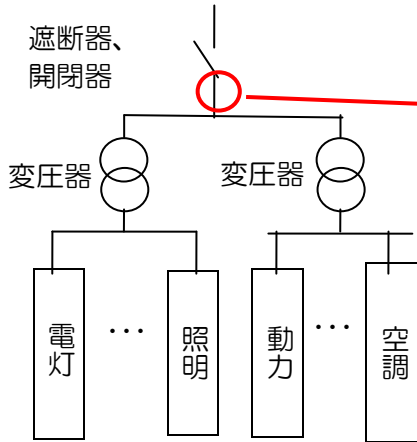 遮断器、
開閉器
変圧器
変圧器
電灯
…
照明
動力
…
空調